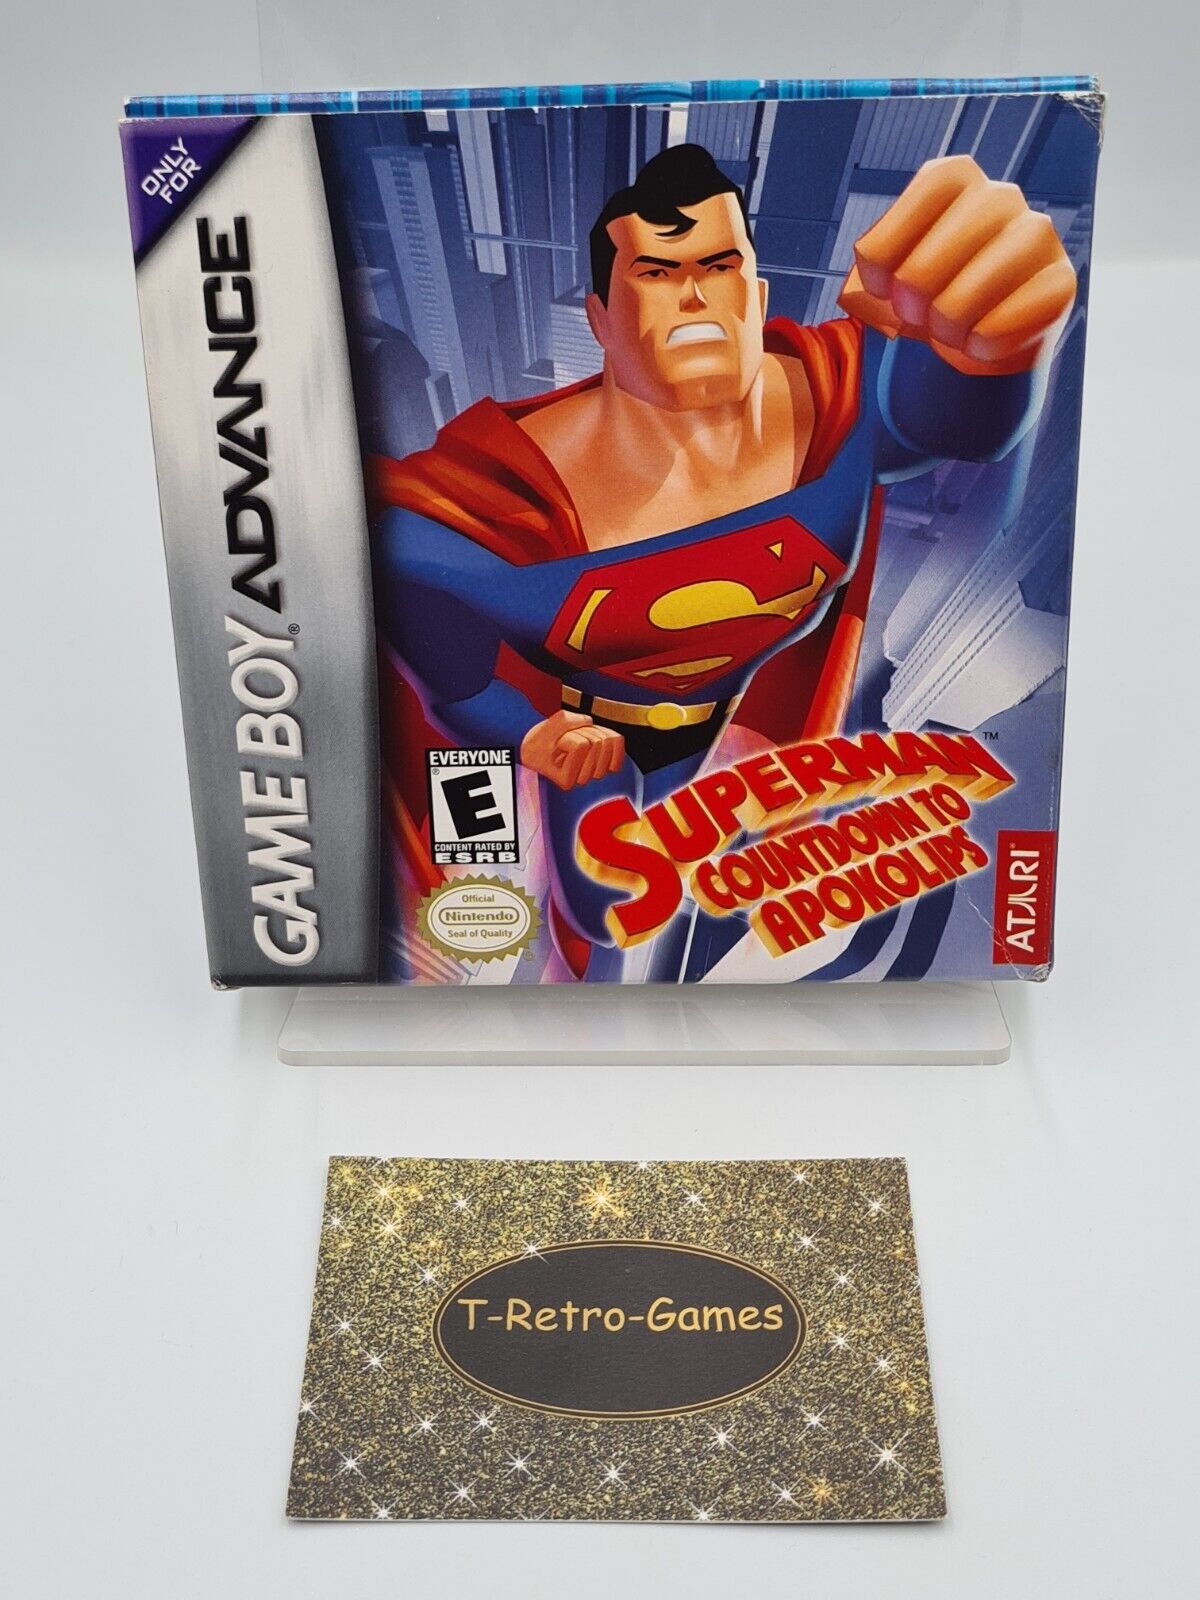 ONLY
FOR
GAME BOY ADVANCE
®
S
EVERYONE
E
®
CONTENT RATED BY
ESRB
Official
Nintendo
Seal of Quality
®
SUPERMAN
™
COUNTDOWN TO
APOKOLIPS
ATARI
T-Retro-Games